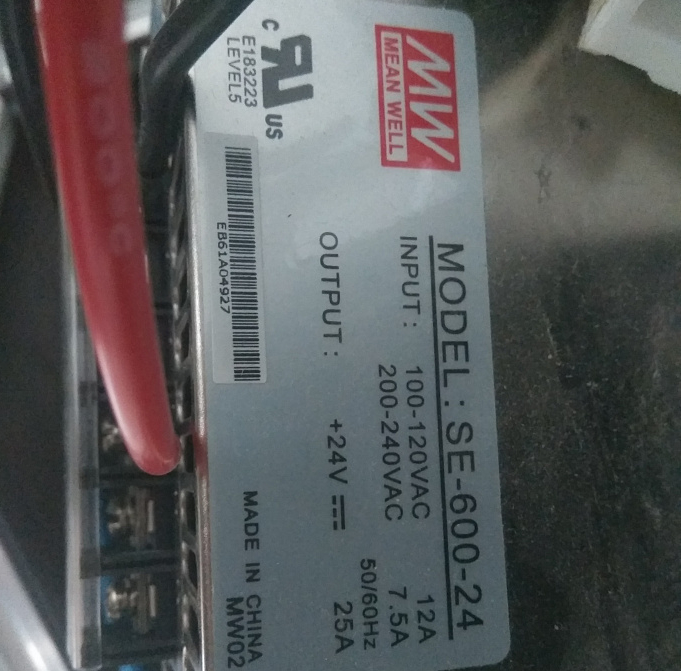 MW
MEAN WELL
MODEL : SE-600-24
INPUT : 100-120VAC 12A
200-240VAC 7.5A
50/60Hz
OUTPUT : +24V 25A
c RU US
E183223
LEVEL5
EB61A04927
MADE IN CHINA
MW02